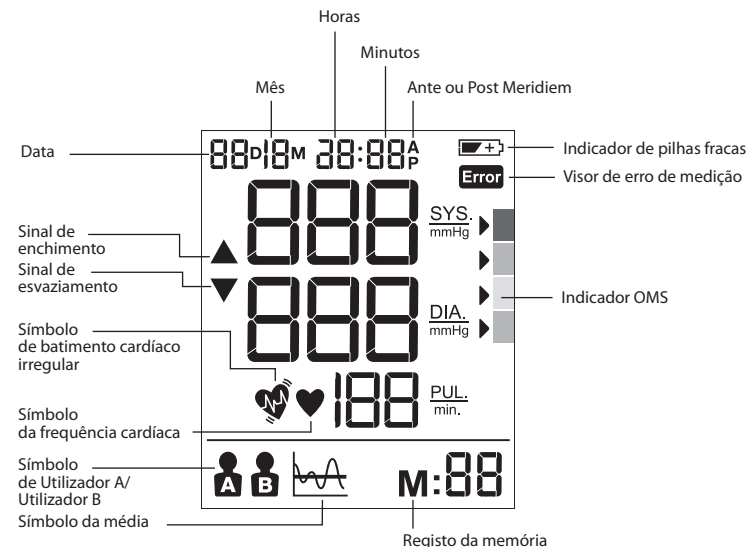 Horas
Minutos
Mês
Ante ou Post Meridiem
Data
88D18M 28:88 A
P
Indicador de pilhas fracas
Error
Visor de erro de medição
888
SYS.
mmHg
Sinal de
enchimento
Sinal de
esvaziamento
888
DIA.
mmHg
Indicador OMS
Símbolo
de batimento cardíaco
irregular
188
PUL.
min.
Símbolo
da frequência cardíaca
Símbolo
de Utilizador A/
Utilizador B
A B
M:88
Símbolo da média
Registo da memória